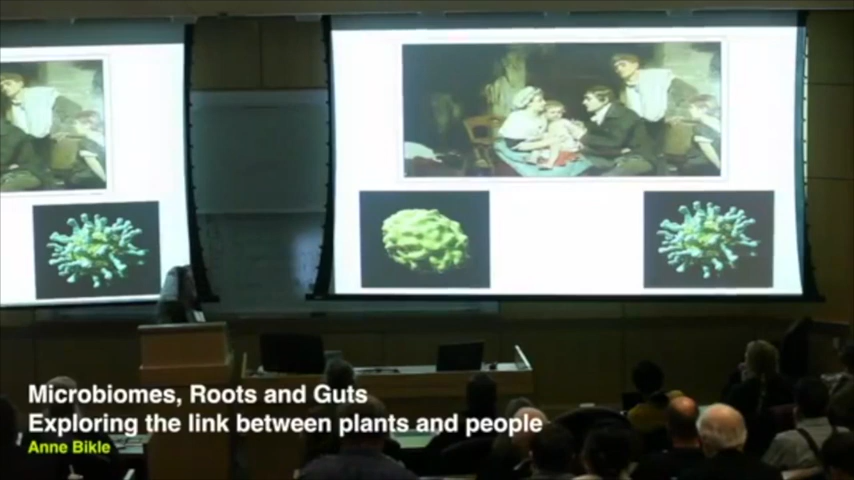 Microbiomes, Roots and Guts
Exploring the link between plants and people
Anne Bikle